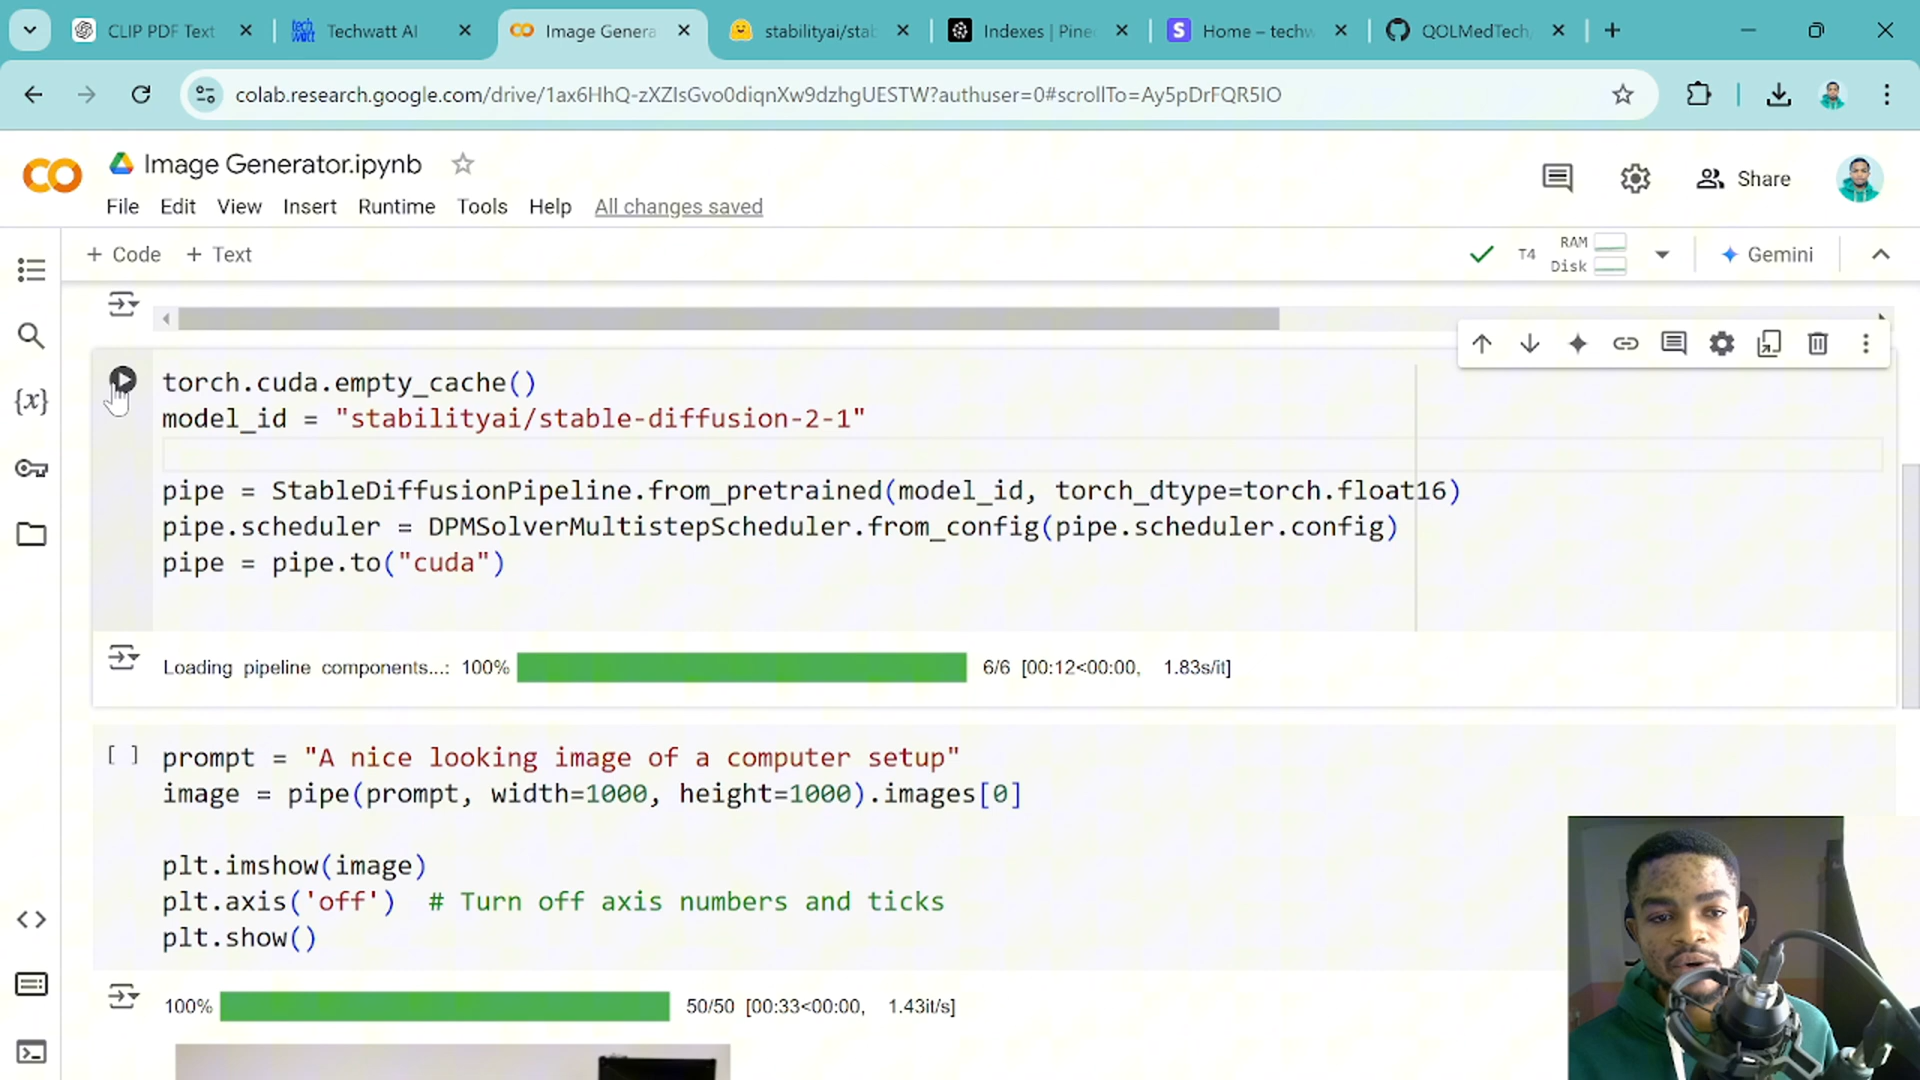 CLIP PDF Text
tech watt
Techwatt AI
Image Genera
stabilityai/stab
Indexes | Pine
S
Home – techw
QOLMedTech
colab.research.google.com/drive/1ax6HhQ-zXZIsGvo0diqnXw9dzhgUESTW?authuser=0#scrollTo=Ay5pDrFQR5IO
Image Generator.ipynb
Share
File Edit View Insert Runtime Tools Help All changes saved
+ Code + Text
T4
RAM
Disk
Gemini
torch.cuda.empty_cache()
model_id = "stabilityai/stable-diffusion-2-1"
pipe = StableDiffusionPipeline.from_pretrained(model_id, torch_dtype=torch.float16)
pipe.scheduler = DPMSolverMultistepScheduler.from_config(pipe.scheduler.config)
pipe = pipe.to("cuda")
Loading pipeline components...: 100% 6/6 [00:12<00:00, 1.83s/it]
[ ] prompt = "A nice looking image of a computer setup"
image = pipe(prompt, width=1000, height=1000).images[0]
plt.imshow(image)
plt.axis('off') # Turn off axis numbers and ticks
plt.show()
100% 50/50 [00:33<00:00, 1.43it/s]